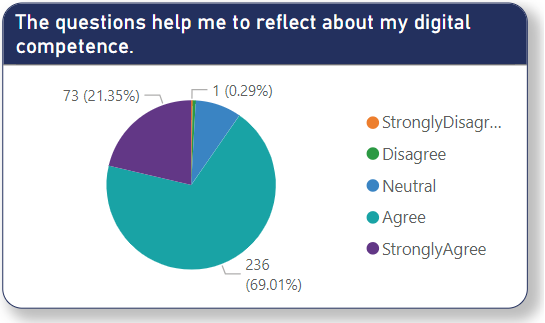 The questions help me to reflect about my digital
competence.
73 (21.35%)
1 (0.29%)
236
(69.01%)
StronglyDisagr...
Disagree
Neutral
Agree
StronglyAgree